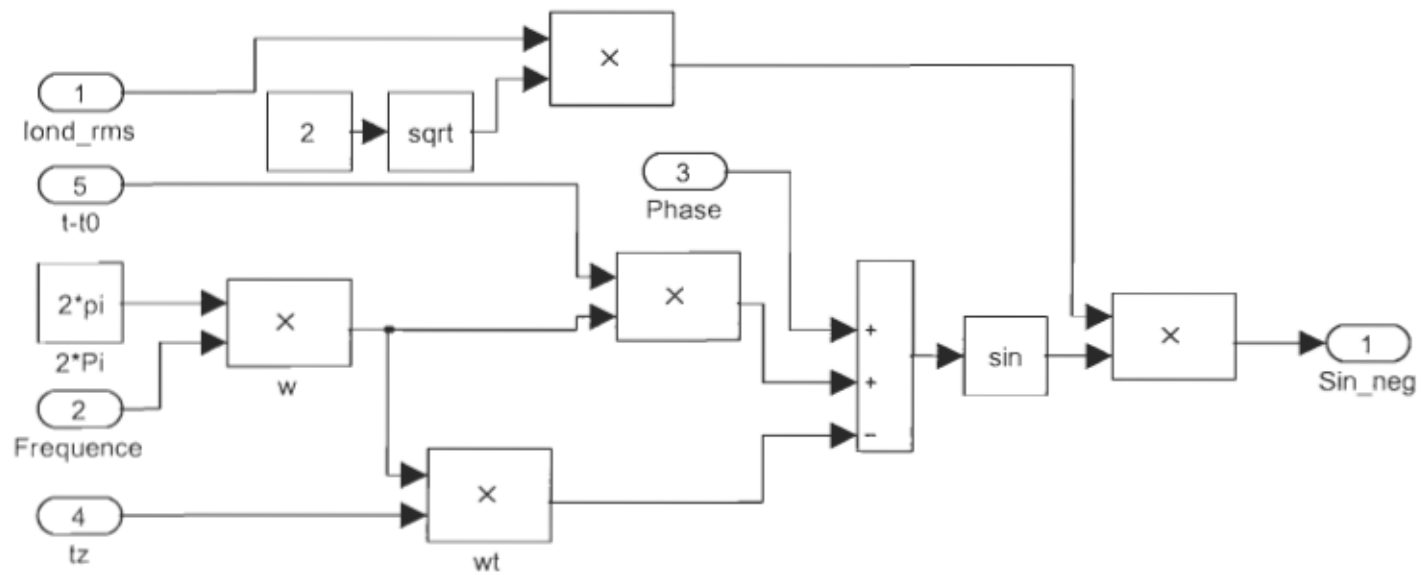 ×
1
Iond_rms
2
sqrt
5
t-t0
3
Phase
2*pi
2*Pi
×
w
×
+
+
−
sin
×
1
Sin_neg
2
Frequence
4
tz
×
wt